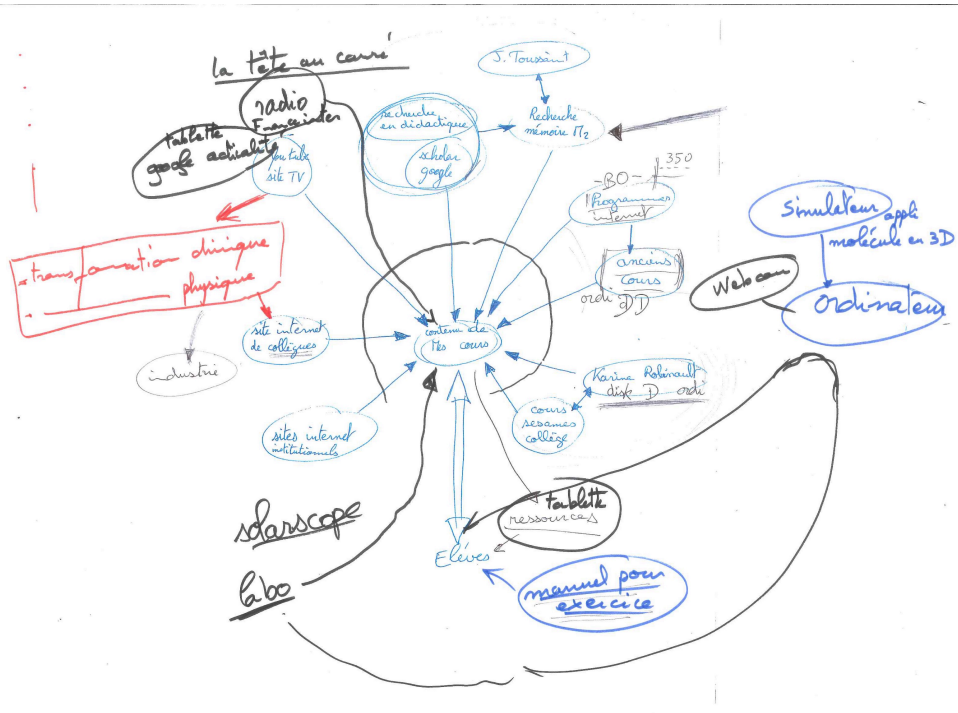 la tête au carré
radio
France inter
tablette
google actualité
youtube
site TV
recherche
en didactique
scholar
google
J. Toussaint
Recherche
mémoire M2
350
-BO-
Programmes
internet
anciens
cours
ordi DD
Simulateur appli
molécule en 3D
Webcam
ordinateur
- transformation chimique
- physique
industrie
site internet
de collègues
contenu de
Mes cours
sites internet
institutionnels
Karine Robinault
disk D ordi
cours
sesames
collège
tablette
ressources
solarscope
labo
Elèves
manuel pour
exercice